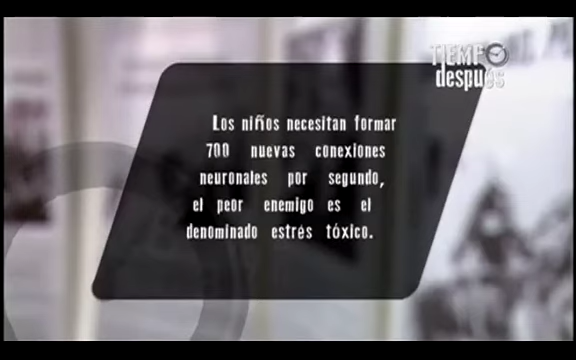 TIEMPO
después
Los niños necesitan formar
700 nuevas conexiones
neuronales por segundo,
el peor enemigo es el
denominado estrés tóxico.